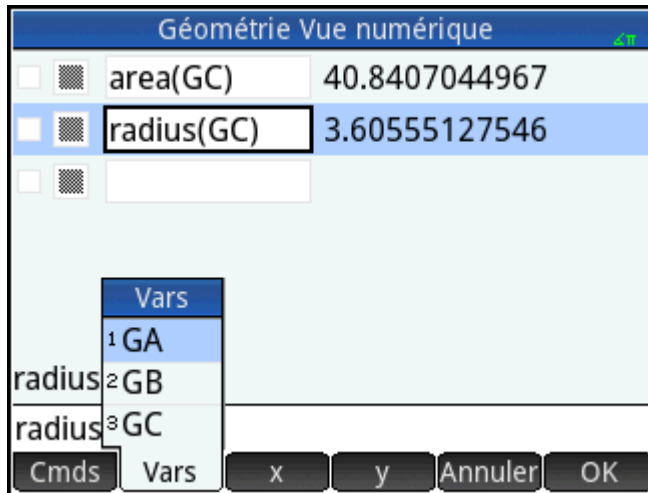 Géométrie Vue numérique ∡π
area(GC) 40.8407044967
radius(GC) 3.60555127546
Vars
1 GA
radius 2 GB
radius 3 GC
Cmds Vars x y Annuler OK